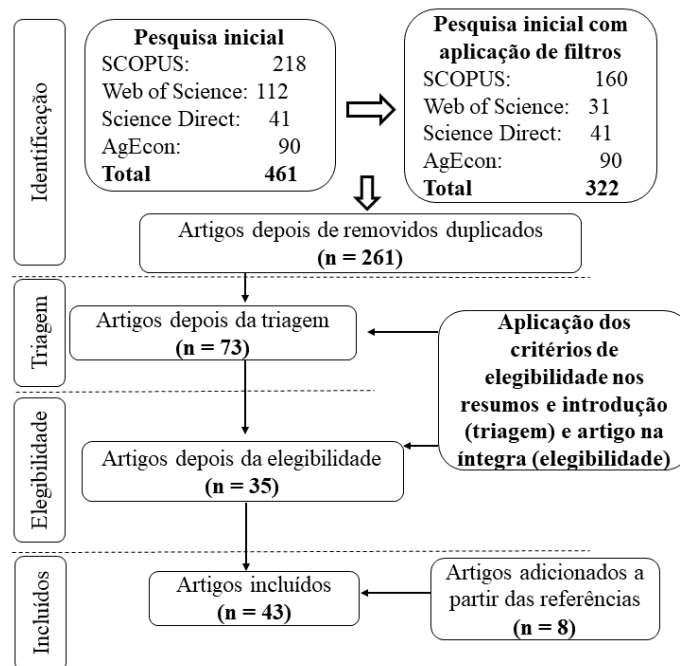 Identificação
Pesquisa inicial
SCOPUS: 218
Web of Science: 112
Science Direct: 41
AgEcon: 90
Total 461
Pesquisa inicial com
aplicação de filtros
SCOPUS: 160
Web of Science: 31
Science Direct: 41
AgEcon: 90
Total 322
Artigos depois de removidos duplicados
(n = 261)
Triagem
Artigos depois da triagem
(n = 73)
Aplicação dos
critérios de
elegibilidade nos
resumos e introdução
(triagem) e artigo na
íntegra (elegibilidade)
Elegibilidade
Artigos depois da elegibilidade
(n = 35)
Incluídos
Artigos incluídos
(n = 43)
Artigos adicionados a
partir das referências
(n = 8)